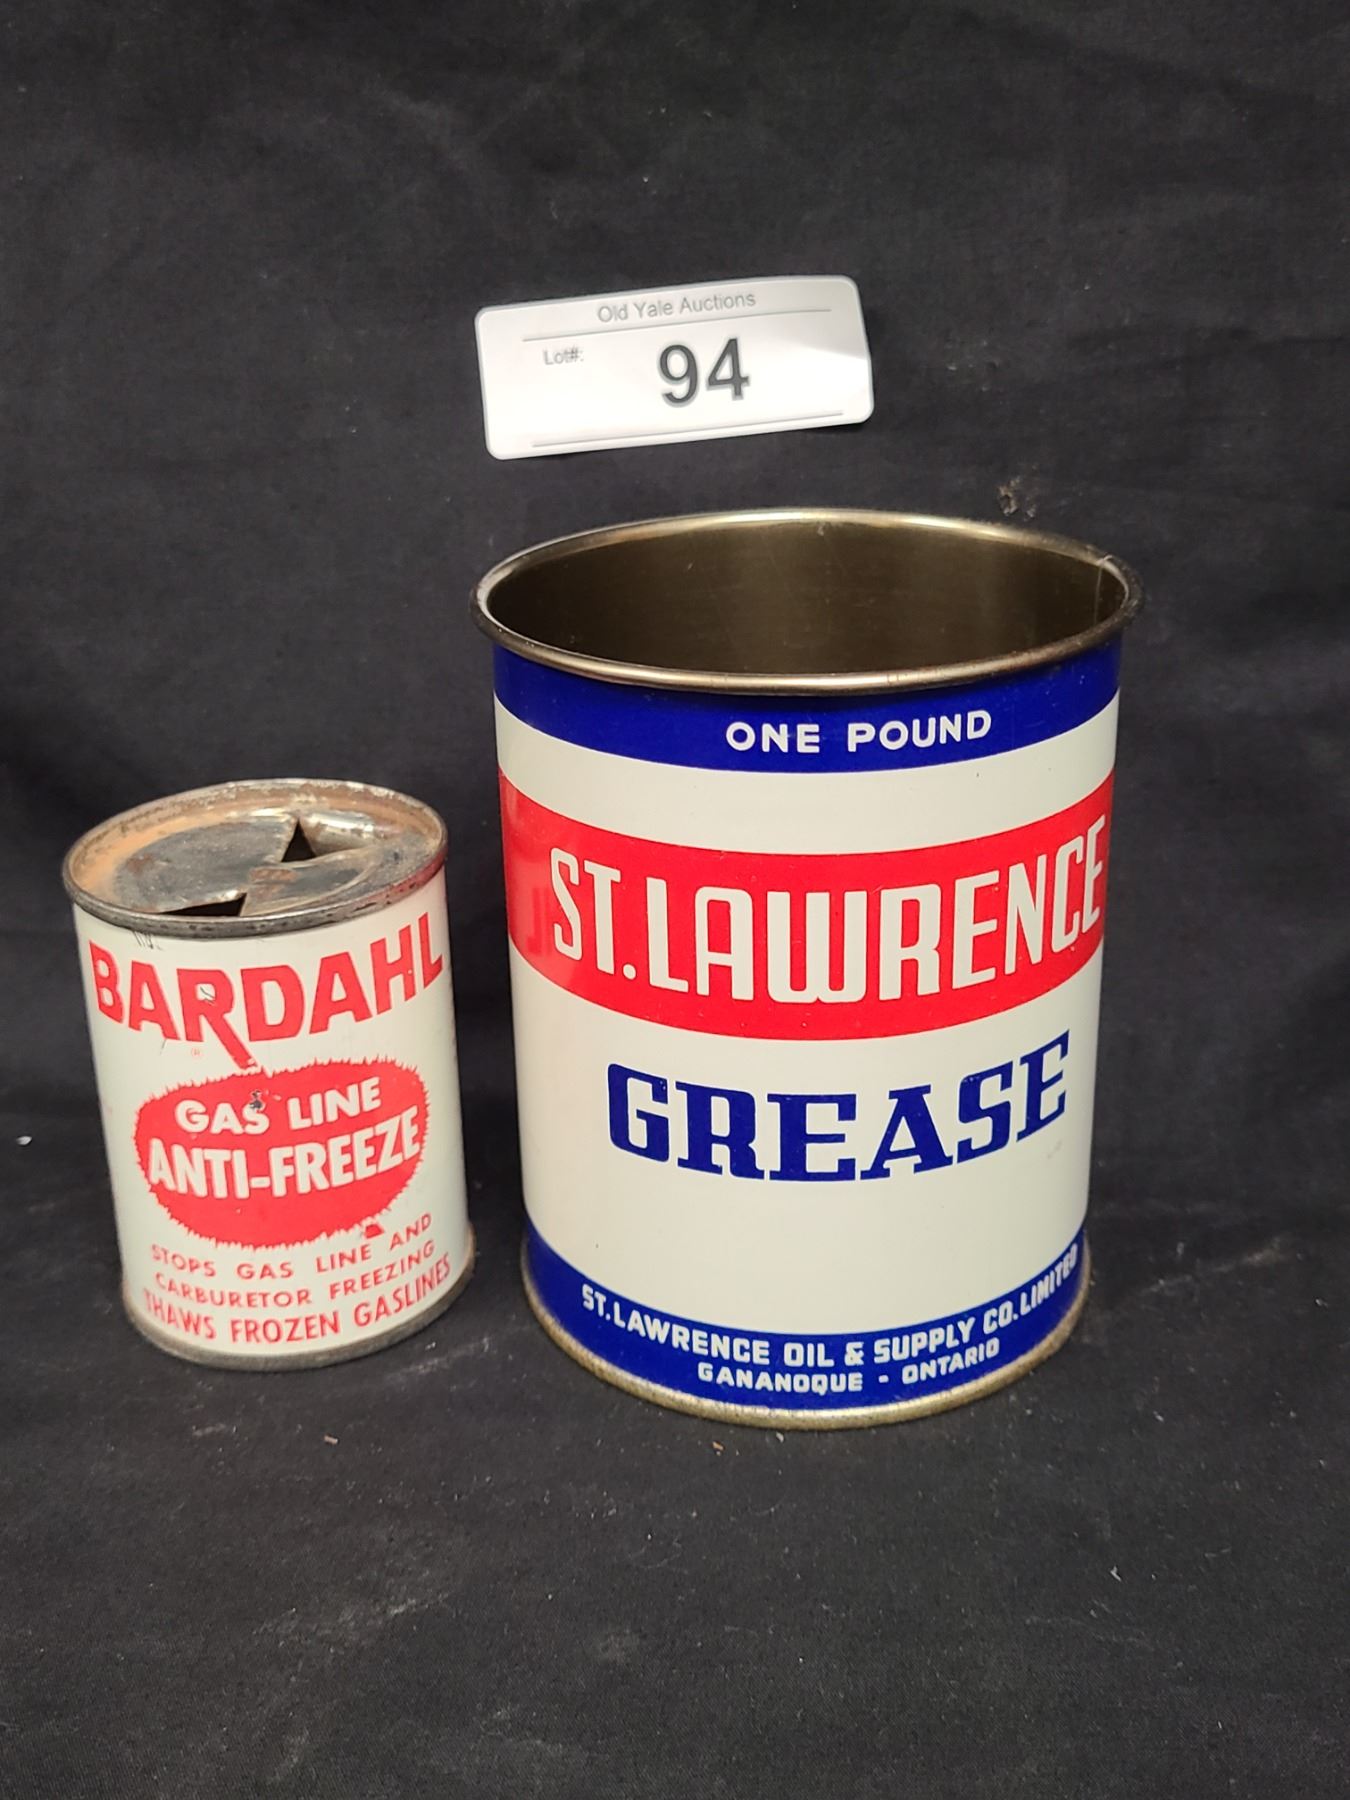 Old Yale Auctions
Lot#: 94
ONE POUND
ST. LAWRENCE
GREASE
ST. LAWRENCE OIL & SUPPLY CO. LIMITED
GANANOQUE - ONTARIO
BARDAHL
®
GAS LINE
ANTI-FREEZE
STOPS GAS LINE AND
CARBURETOR FREEZING
THAWS FROZEN GASLINES